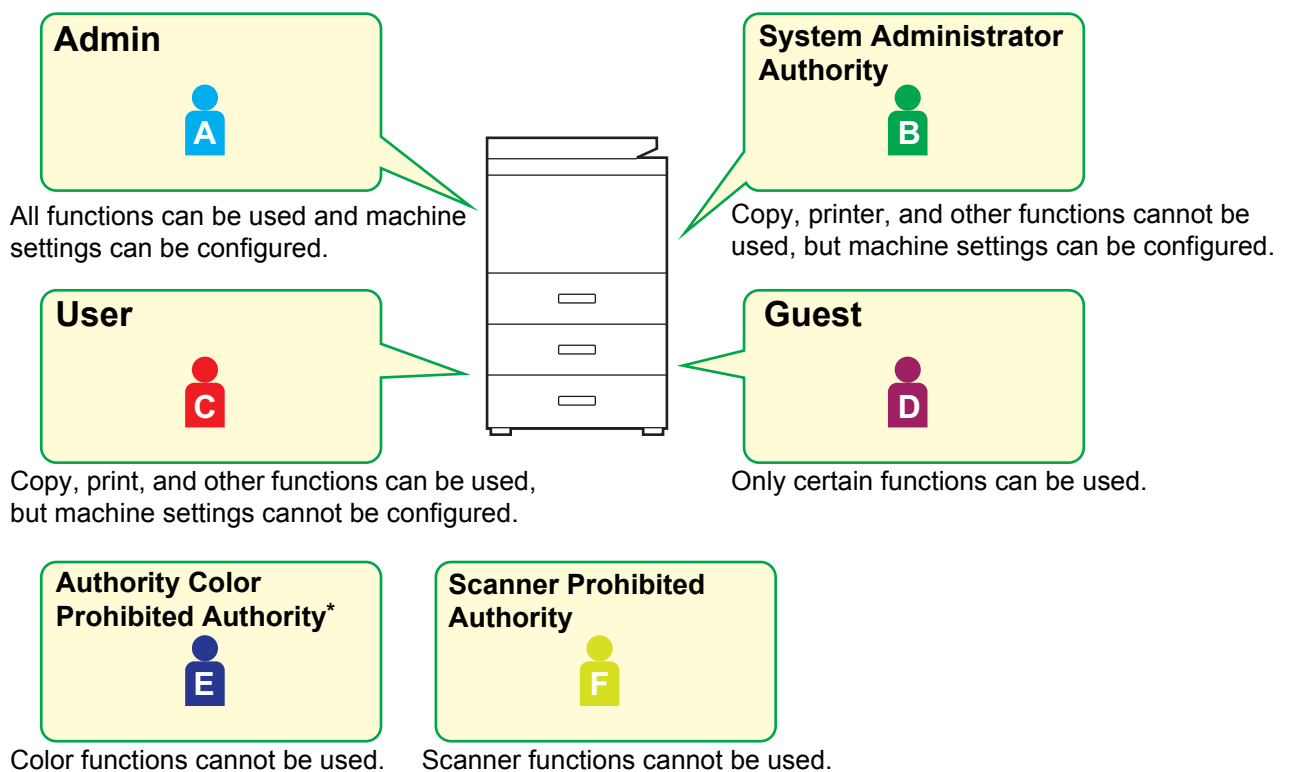 Admin
A
All functions can be used and machine
settings can be configured.
System Administrator
Authority
B
Copy, printer, and other functions cannot be
used, but machine settings can be configured.
User
C
Copy, print, and other functions can be used,
but machine settings cannot be configured.
Guest
D
Only certain functions can be used.
Authority Color
Prohibited Authority*
E
Color functions cannot be used.
Scanner Prohibited
Authority
F
Scanner functions cannot be used.